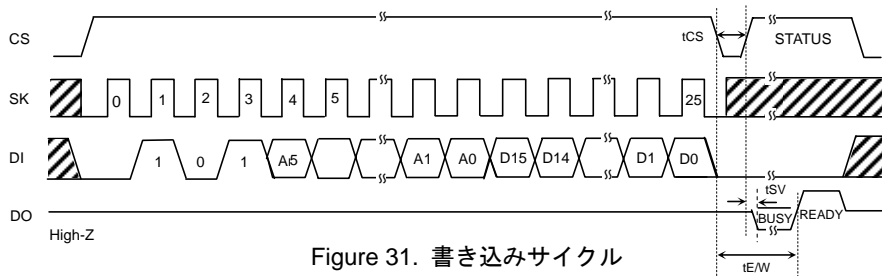 CS
tCS
STATUS
SK
0 1 2 3 4 5 25
DI
1 0 1 A5 A1 A0 D15 D14 D1 D0
tSV
DO
BUSY
READY
High-Z
tE/W
Figure 31. 書き込みサイクル